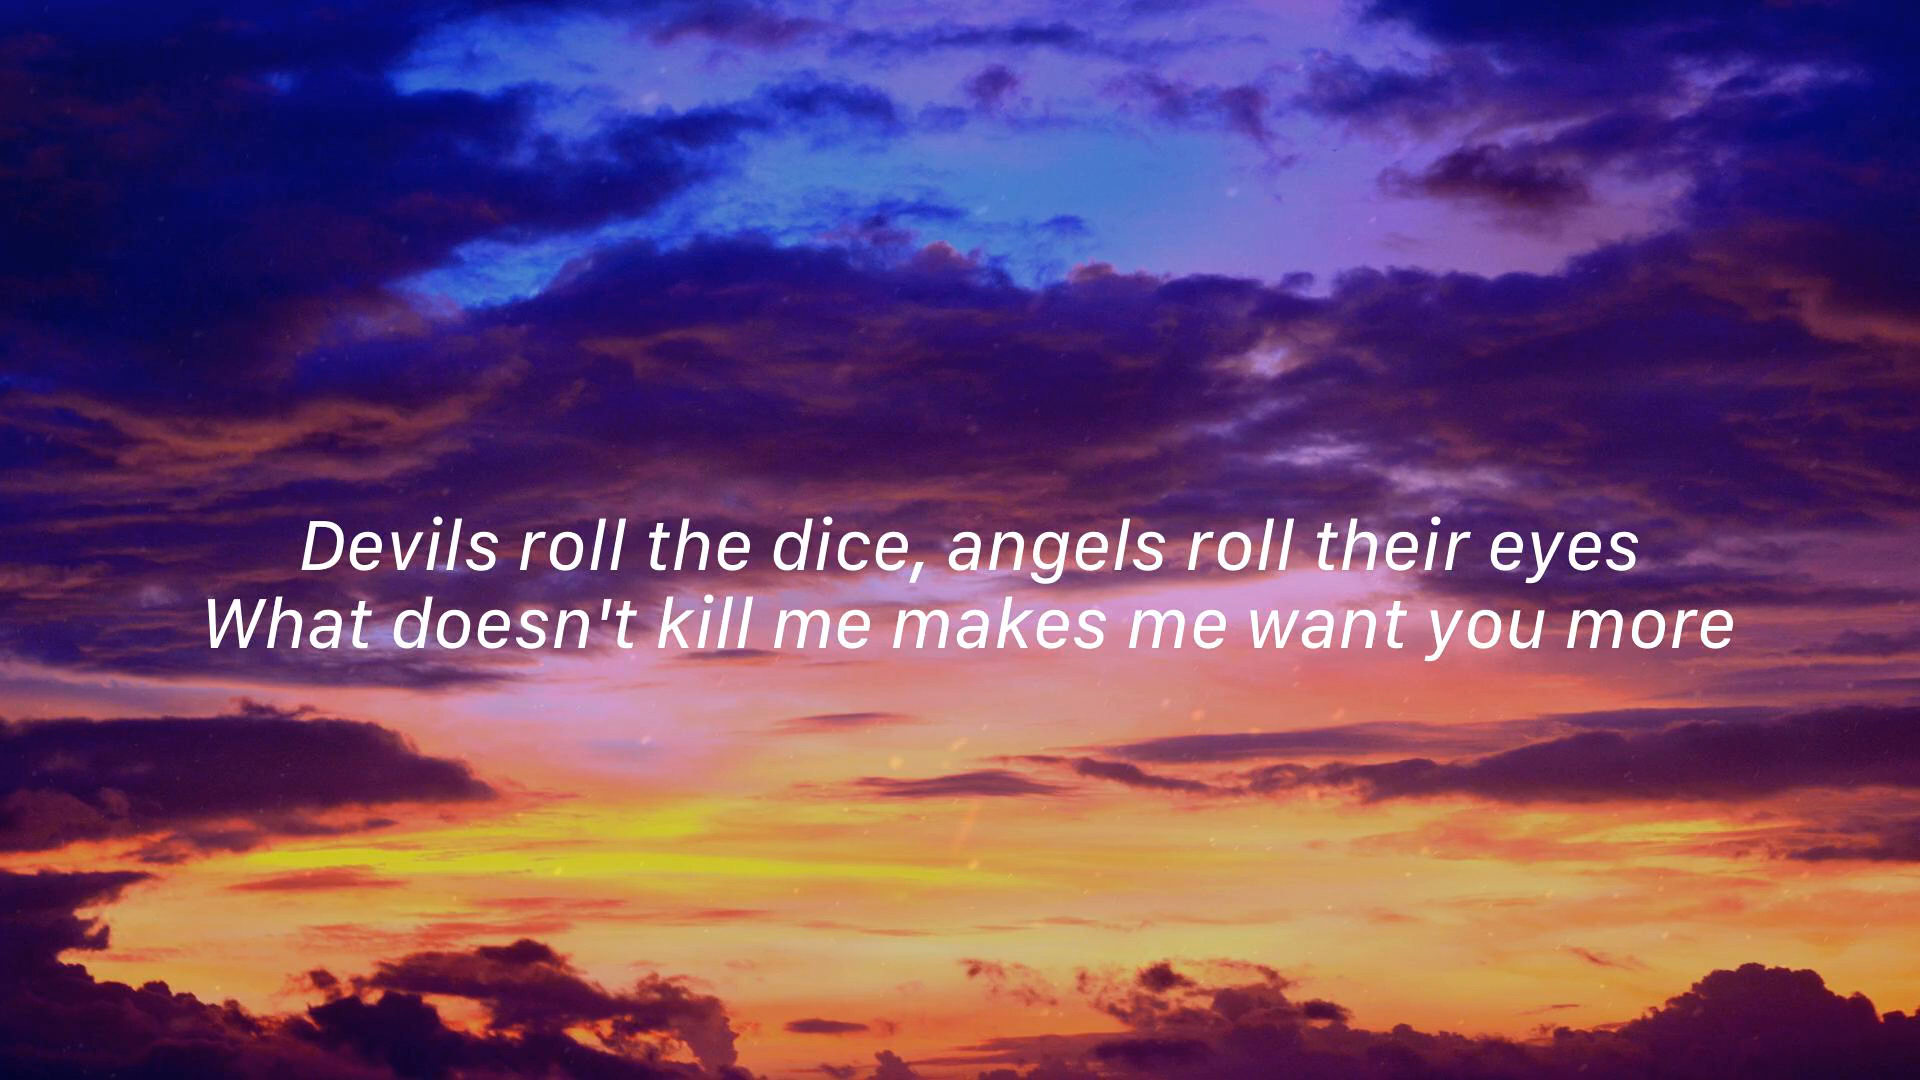 Devils roll the dice, angels roll their eyes
What doesn't kill me makes me want you more